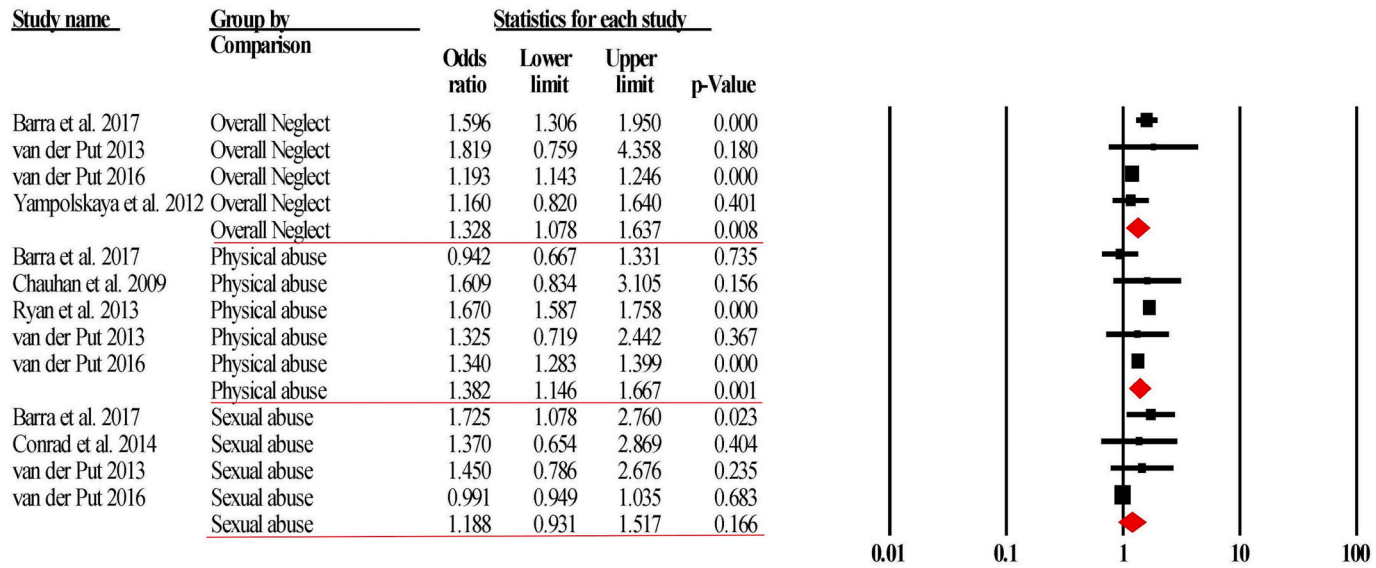 Study name Group by Statistics for each study
Comparison
Odds Lower Upper
ratio limit limit p-Value
Barra et al. 2017 Overall Neglect 1.596 1.306 1.950 0.000
van der Put 2013 Overall Neglect 1.819 0.759 4.358 0.180
van der Put 2016 Overall Neglect 1.193 1.143 1.246 0.000
Yampolskaya et al. 2012 Overall Neglect 1.160 0.820 1.640 0.401
Overall Neglect 1.328 1.078 1.637 0.008
Barra et al. 2017 Physical abuse 0.942 0.667 1.331 0.735
Chauhan et al. 2009 Physical abuse 1.609 0.834 3.105 0.156
Ryan et al. 2013 Physical abuse 1.670 1.587 1.758 0.000
van der Put 2013 Physical abuse 1.325 0.719 2.442 0.367
van der Put 2016 Physical abuse 1.340 1.283 1.399 0.000
Physical abuse 1.382 1.146 1.667 0.001
Barra et al. 2017 Sexual abuse 1.725 1.078 2.760 0.023
Conrad et al. 2014 Sexual abuse 1.370 0.654 2.869 0.404
van der Put 2013 Sexual abuse 1.450 0.786 2.676 0.235
van der Put 2016 Sexual abuse 0.991 0.949 1.035 0.683
Sexual abuse 1.188 0.931 1.517 0.166
0.01 0.1 1 10 100